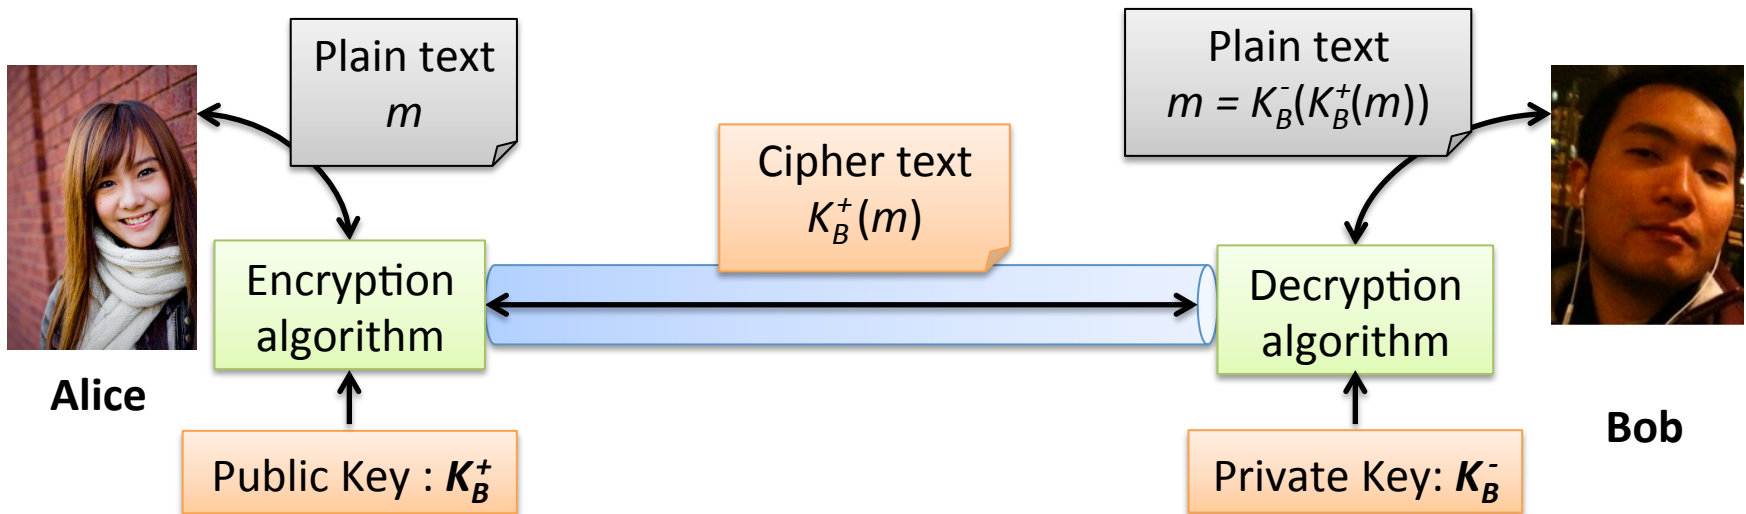 Plain text
m
Plain text
m = K_B^-(K_B^+(m))
Cipher text
K_B^+(m)
Encryption
algorithm
Decryption
algorithm
Alice
Bob
Public Key : K_B^+
Private Key: K_B^-